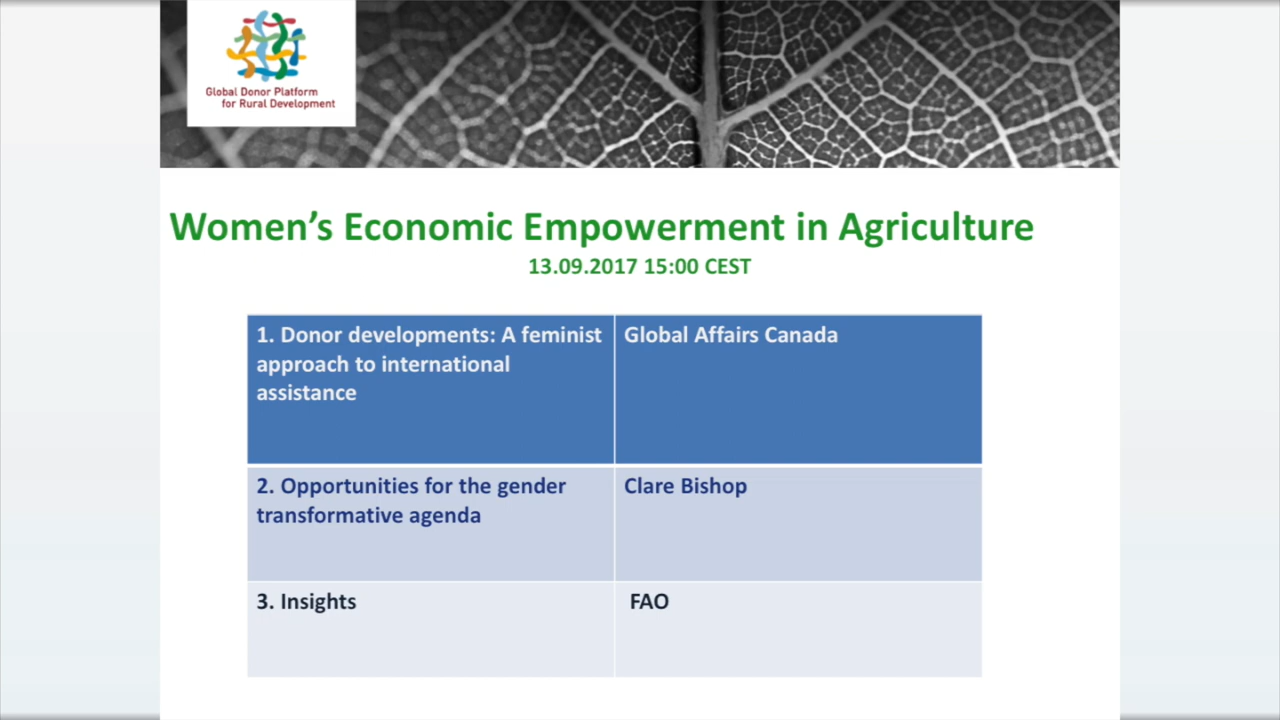 Global Donor Platform
for Rural Development
Women's Economic Empowerment in Agriculture
13.09.2017 15:00 CEST
1. Donor developments: A feminist
approach to international
assistance
Global Affairs Canada
2. Opportunities for the gender
transformative agenda
Clare Bishop
3. Insights
FAO